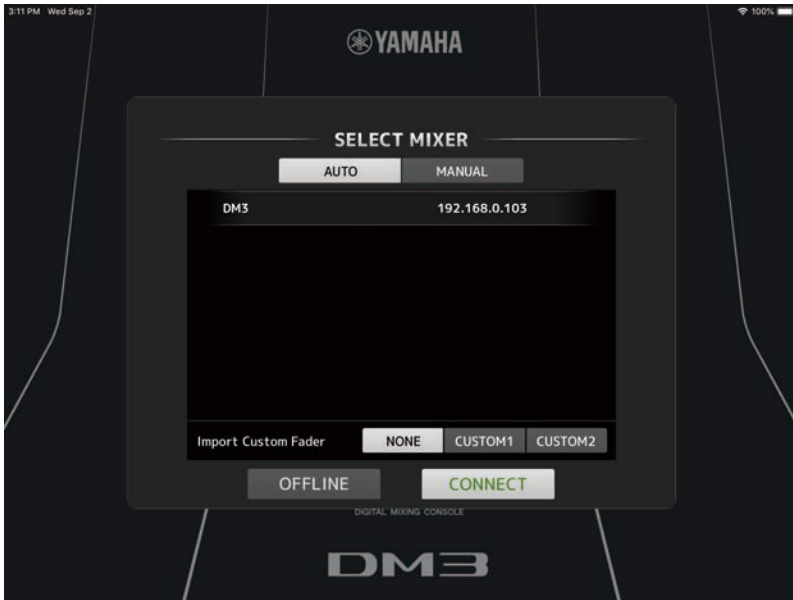 3:11 PM Wed Sep 2 100%
YAMAHA
SELECT MIXER
AUTO MANUAL
DM3 192.168.0.103
Import Custom Fader NONE CUSTOM1 CUSTOM2
OFFLINE CONNECT
DIGITAL MIXING CONSOLE
DM3